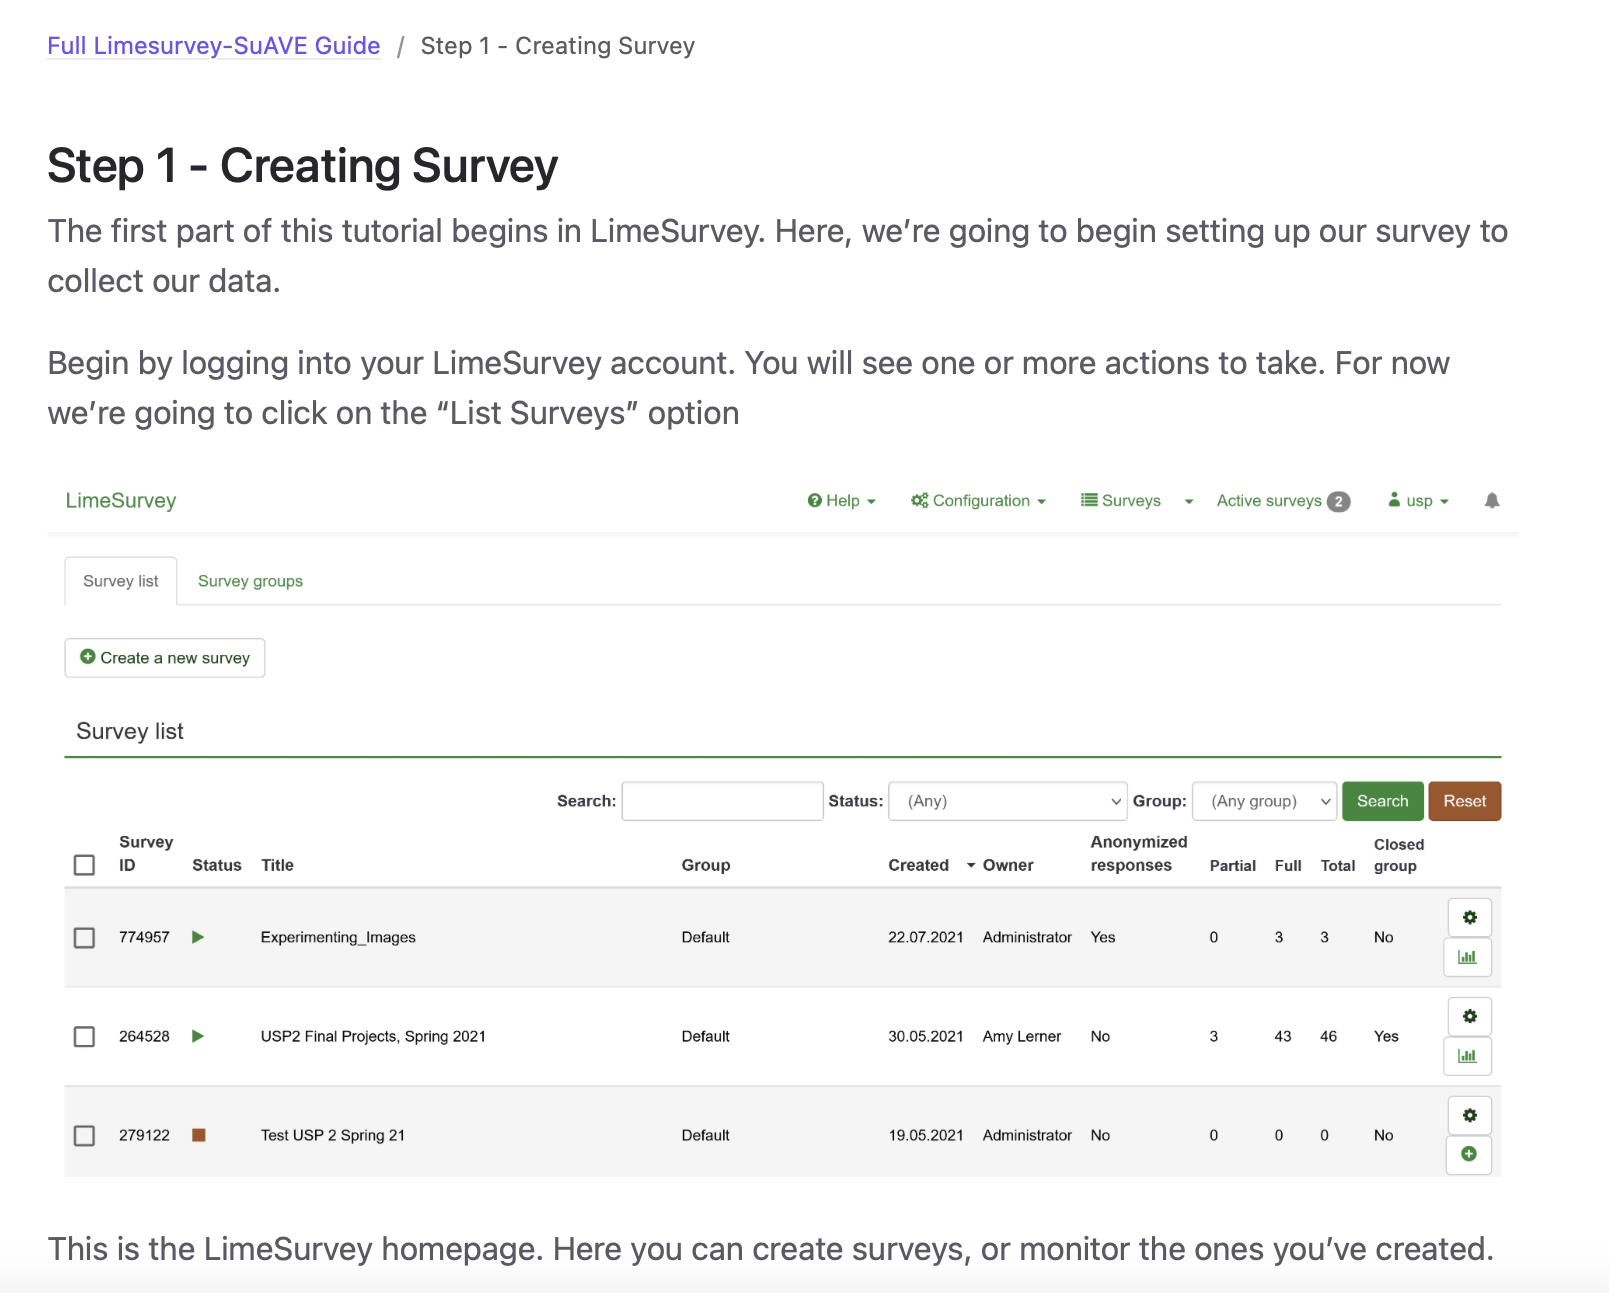 Full Limesurvey-SuAVE Guide / Step 1 - Creating Survey
Step 1 - Creating Survey
The first part of this tutorial begins in LimeSurvey. Here, we’re going to begin setting up our survey to
collect our data.
Begin by logging into your LimeSurvey account. You will see one or more actions to take. For now
we’re going to click on the “List Surveys” option
LimeSurvey Help Configuration Surveys Active surveys 2 usp
Survey list Survey groups
Create a new survey
Survey list
Search: Status: (Any) Group: (Any group) Search Reset
Survey ID Status Title Group Created Owner Anonymized responses Partial Full Total Closed group
774957 Experimenting_Images Default 22.07.2021 Administrator Yes 0 3 3 No
264528 USP2 Final Projects, Spring 2021 Default 30.05.2021 Amy Lerner No 3 43 46 Yes
279122 Test USP 2 Spring 21 Default 19.05.2021 Administrator No 0 0 0 No
This is the LimeSurvey homepage. Here you can create surveys, or monitor the ones you’ve created.